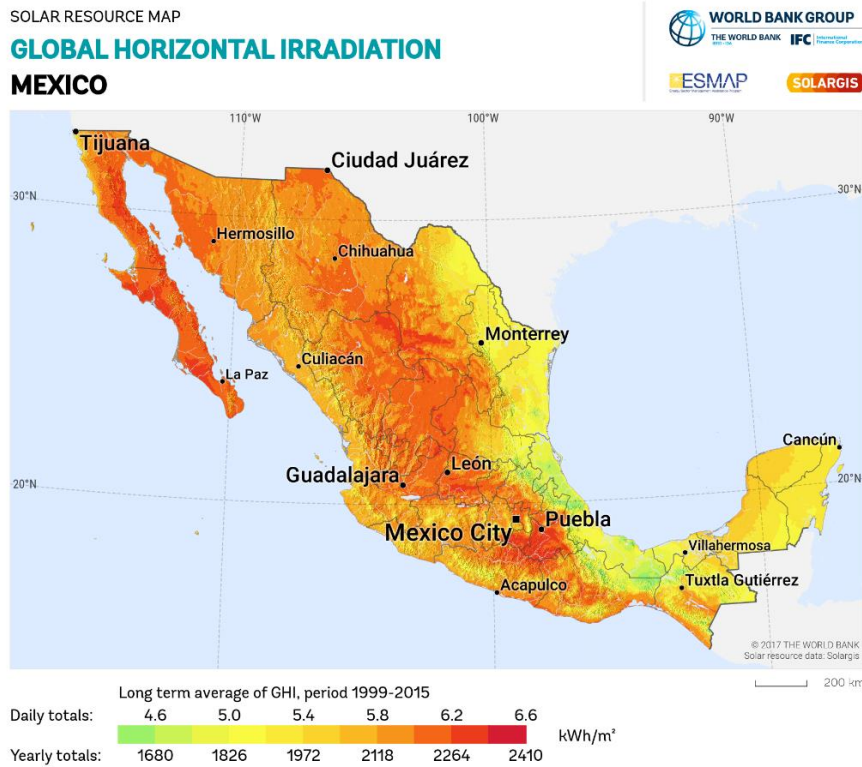 SOLAR RESOURCE MAP
GLOBAL HORIZONTAL IRRADIATION
MEXICO
WORLD BANK GROUP
THE WORLD BANK IFC International Finance Corporation
ESMAP
SOLARGIS
110°W 100°W 90°W
Tijuana
Ciudad Juárez
30°N 30°N
Hermosillo
Chihuahua
Monterrey
Culiacán
La Paz
Cancún
León
Guadalajara
20°N 20°N
Puebla
Mexico City
Villahermosa
Tuxtla Gutiérrez
Acapulco
© 2017 THE WORLD BANK
Solar resource data: Solargis
200 km
Long term average of GHI, period 1999-2015
Daily totals: 4.6 5.0 5.4 5.8 6.2 6.6
kWh/m²
Yearly totals: 1680 1826 1972 2118 2264 2410